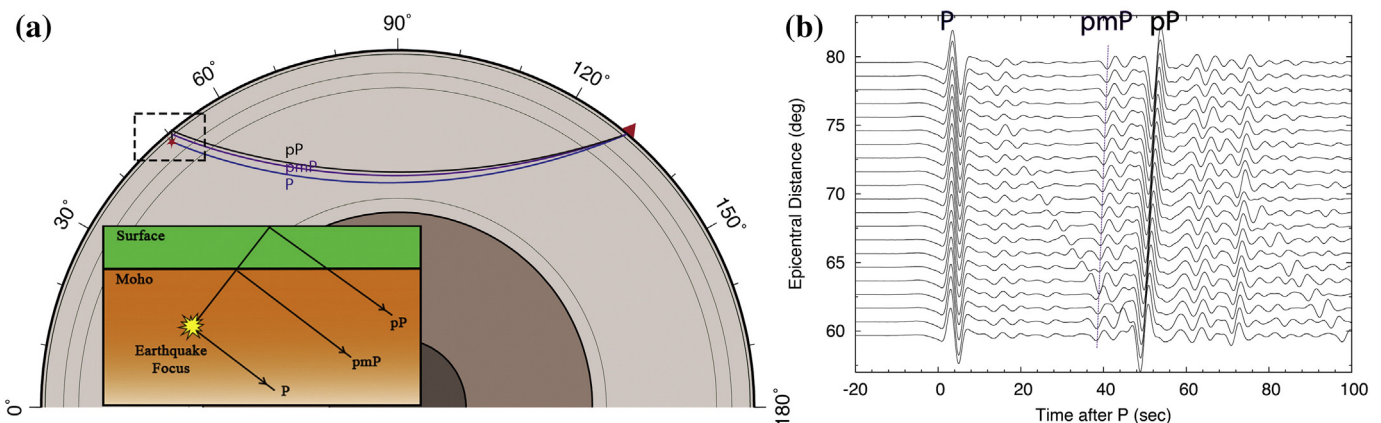 (a)
90°
60°
120°
30°
150°
0°
180°
pP
pmP
P
Surface
Moho
Earthquake
Focus
pP
pmP
P
(b)
P pmP pP
Epicentral Distance (deg)
80
75
70
65
60
-20 0 20 40 60 80 100
Time after P (sec)